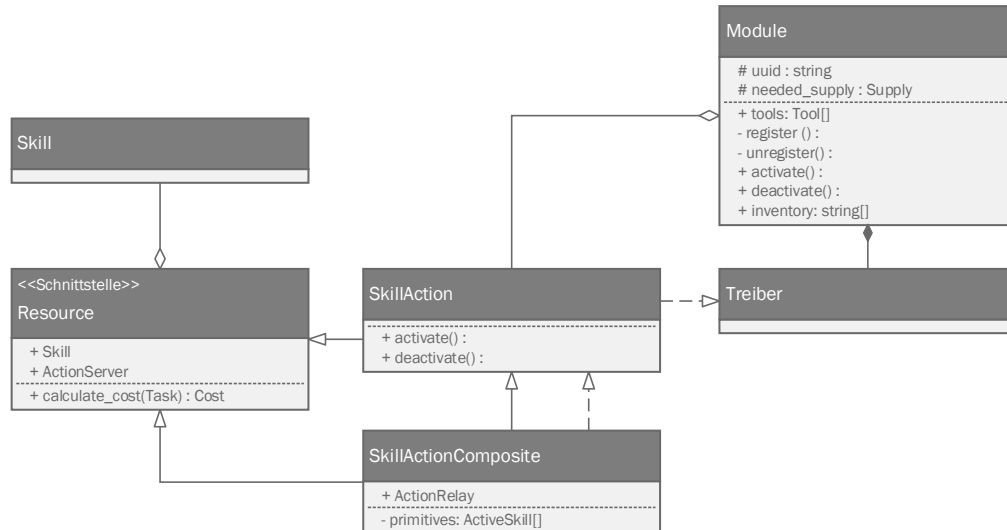 Module
# uuid : string
# needed_supply : Supply
+ tools: Tool[]
- register () :
- unregister() :
+ activate() :
+ deactivate() :
+ inventory: string[]
Skill
<<Schnittstelle>>
Resource
+ Skill
+ ActionServer
+ calculate_cost(Task) : Cost
SkillAction
+ activate() :
+ deactivate() :
Treiber
SkillActionComposite
+ ActionRelay
- primitives: ActiveSkill[]